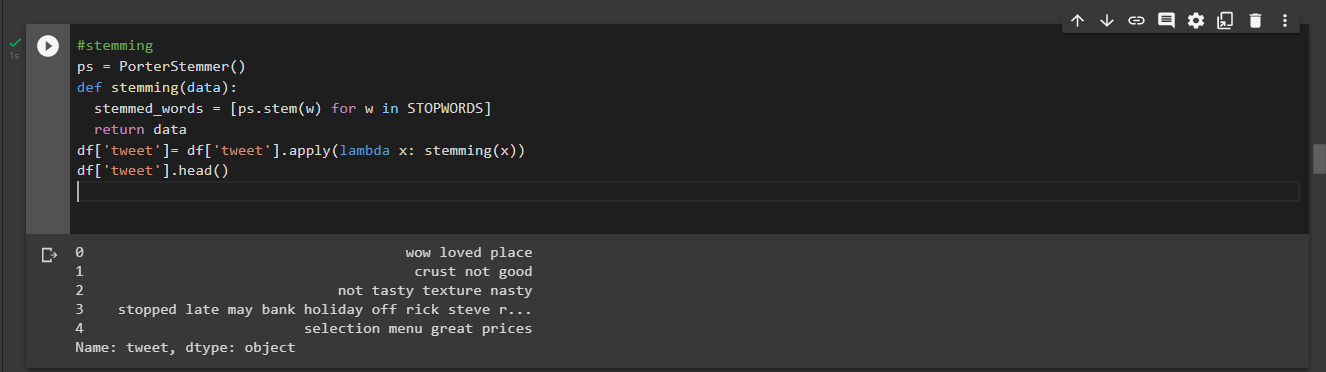 #stemming
1s
ps = PorterStemmer()
def stemming(data):
  stemmed_words = [ps.stem(w) for w in STOPWORDS]
  return data
df['tweet']= df['tweet'].apply(lambda x: stemming(x))
df['tweet'].head()
0 wow loved place
1 crust not good
2 not tasty texture nasty
3 stopped late may bank holiday off rick steve r...
4 selection menu great prices
Name: tweet, dtype: object